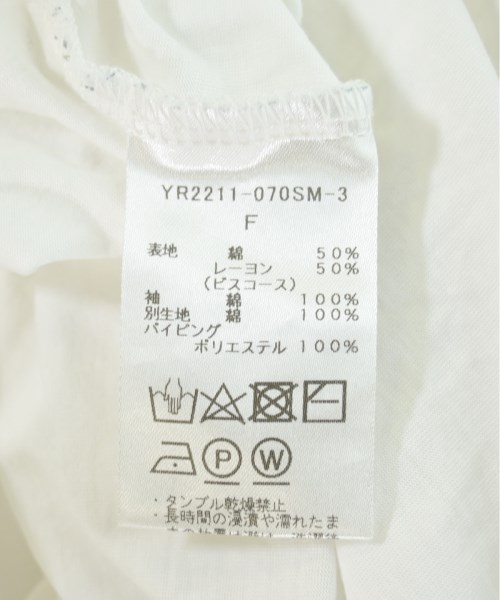 YR2211-070SM-3
F
表地 綿 50%
レーヨン 50%
(ビスコース)
袖 綿 100%
別生地 綿 100%
パイピング
ポリエステル 100%
P W
・タンブル乾燥禁止
・長時間の浸漬や濡れたま